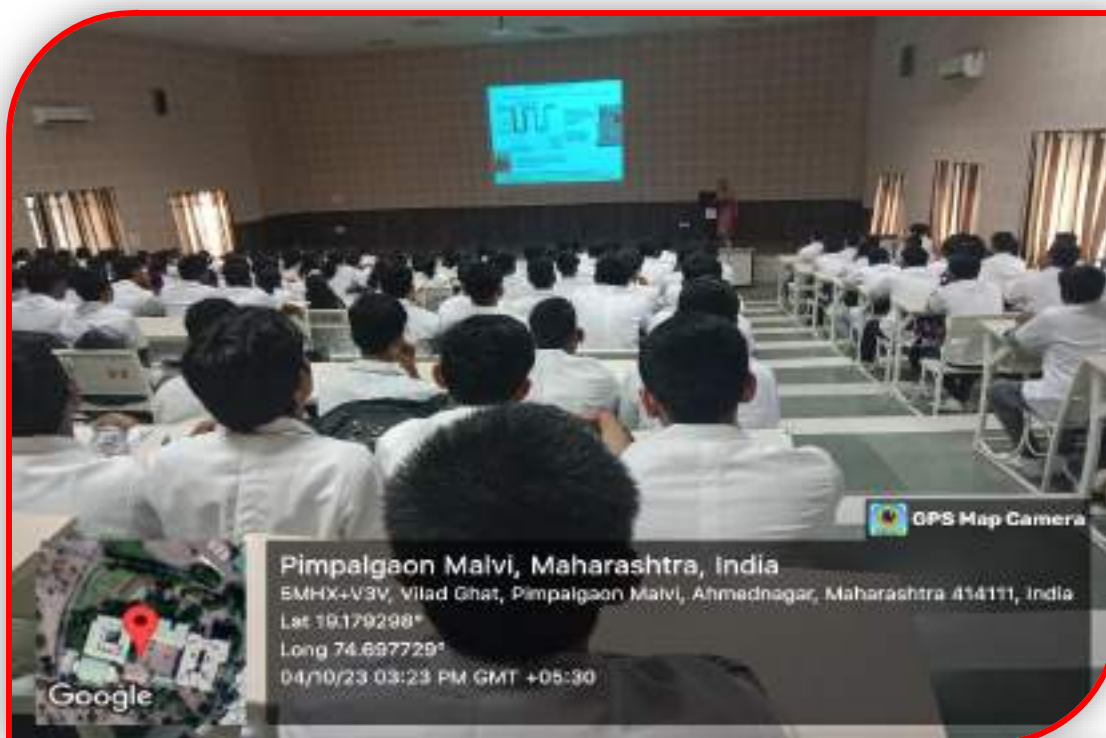 GPS Map Camera
Pimpalgaon Malvi, Maharashtra, India
5MHX+V3V, Vilad Ghat, Pimpalgaon Malvi, Ahmednagar, Maharashtra 414111, India
Lat 19.179298°
Long 74.697729°
04/10/23 03:23 PM GMT +05:30
Google